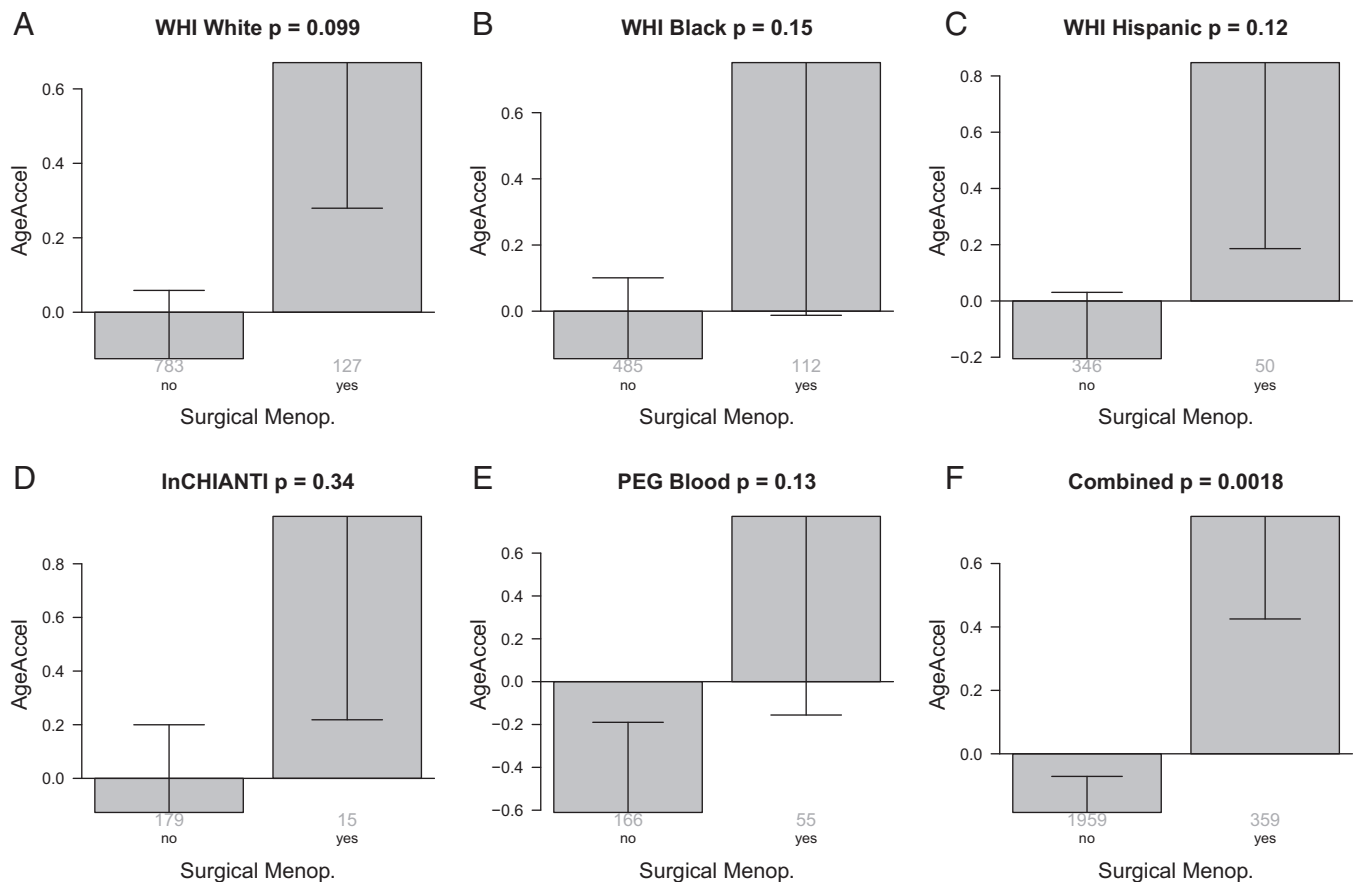 A
WHI White p = 0.099
AgeAccel
0.6
0.4
0.2
0.0
783
127
no
yes
Surgical Menop.
B
WHI Black p = 0.15
AgeAccel
0.6
0.4
0.2
0.0
485
112
no
yes
Surgical Menop.
C
WHI Hispanic p = 0.12
AgeAccel
0.8
0.6
0.4
0.2
0.0
−0.2
346
50
no
yes
Surgical Menop.
D
InCHIANTI p = 0.34
AgeAccel
0.8
0.6
0.4
0.2
0.0
179
15
no
yes
Surgical Menop.
E
PEG Blood p = 0.13
AgeAccel
0.6
0.4
0.2
0.0
−0.2
−0.4
−0.6
166
55
no
yes
Surgical Menop.
F
Combined p = 0.0018
AgeAccel
0.6
0.4
0.2
0.0
1959
359
no
yes
Surgical Menop.